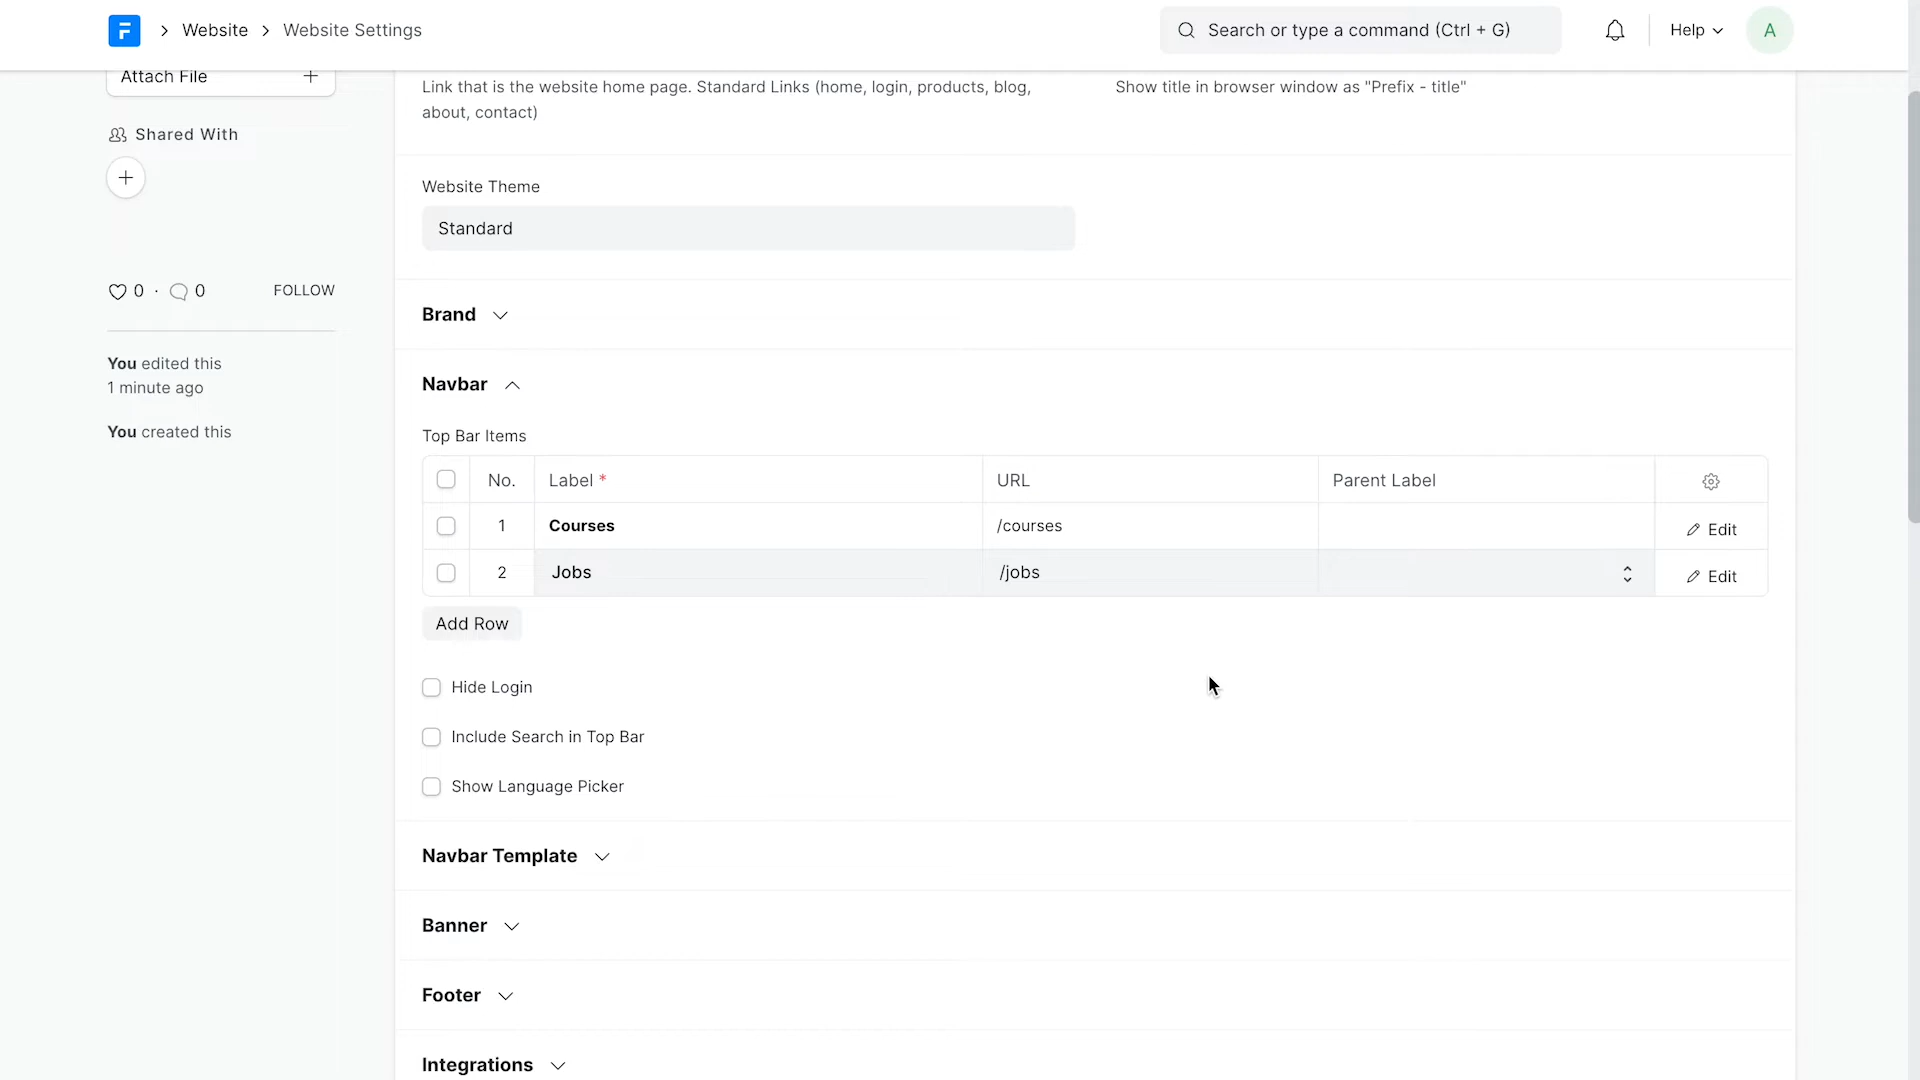 F
Website
Website Settings
Search or type a command (Ctrl + G)
Help
A
Attach File
Shared With
0 · 0
FOLLOW
You edited this
1 minute ago
You created this
Link that is the website home page. Standard Links (home, login, products, blog,
about, contact)
Show title in browser window as "Prefix - title"
Website Theme
Standard
Brand
Navbar
Top Bar Items
No. Label * URL Parent Label
1 Courses /courses Edit
2 Jobs /jobs Edit
Add Row
Hide Login
Include Search in Top Bar
Show Language Picker
Navbar Template
Banner
Footer
Integrations